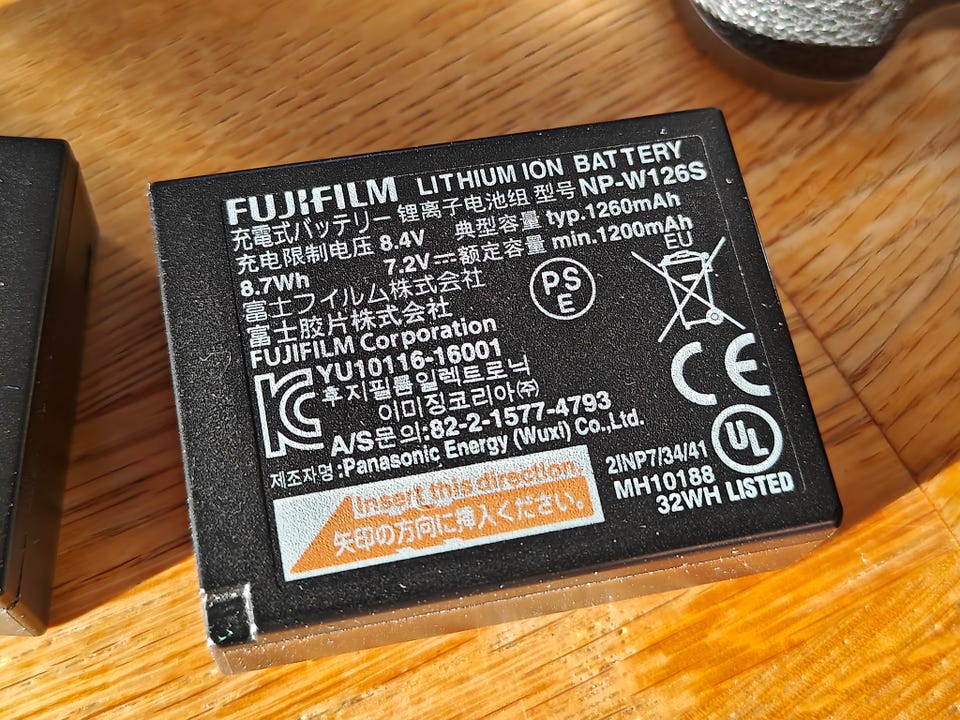 FUJIFILM LITHIUM ION BATTERY
充電式バッテリー 锂离子电池组 型号 NP-W126S
充电限制电压 8.4V 典型容量 typ.1260mAh
7.2V⎓额定容量 min.1200mAh
8.7Wh
富士フイルム株式会社
富士胶片株式会社
FUJIFILM Corporation
YU10116-16001
후지필름일렉트로닉
이미징코리아㈜
A/S문의:82-2-1577-4793
제조자명:Panasonic Energy (Wuxi) Co.,Ltd.
Insert this direction.
矢印の方向に挿入ください。
PS
E
EU
CE
KC
UL
2INP7/34/41
MH10188
32WH LISTED